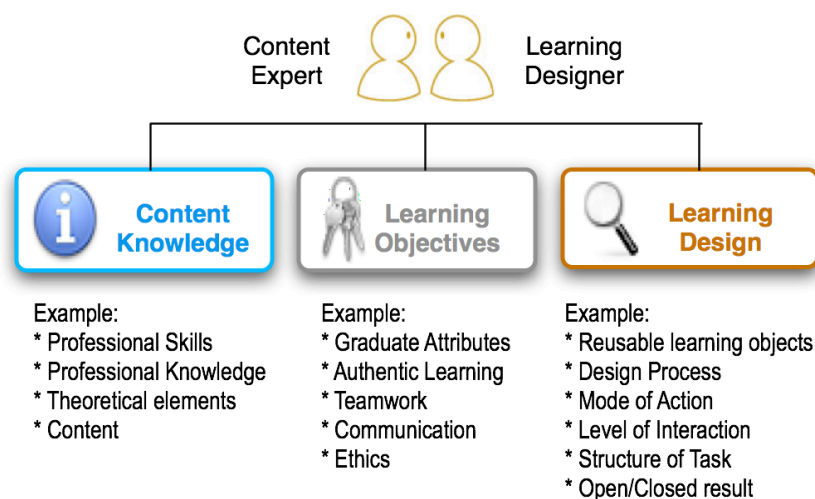 Content
Expert
Learning
Designer
Content
Knowledge
Learning
Objectives
Learning
Design
Example:
* Professional Skills
* Professional Knowledge
* Theoretical elements
* Content
Example:
* Graduate Attributes
* Authentic Learning
* Teamwork
* Communication
* Ethics
Example:
* Reusable learning objects
* Design Process
* Mode of Action
* Level of Interaction
* Structure of Task
* Open/Closed result